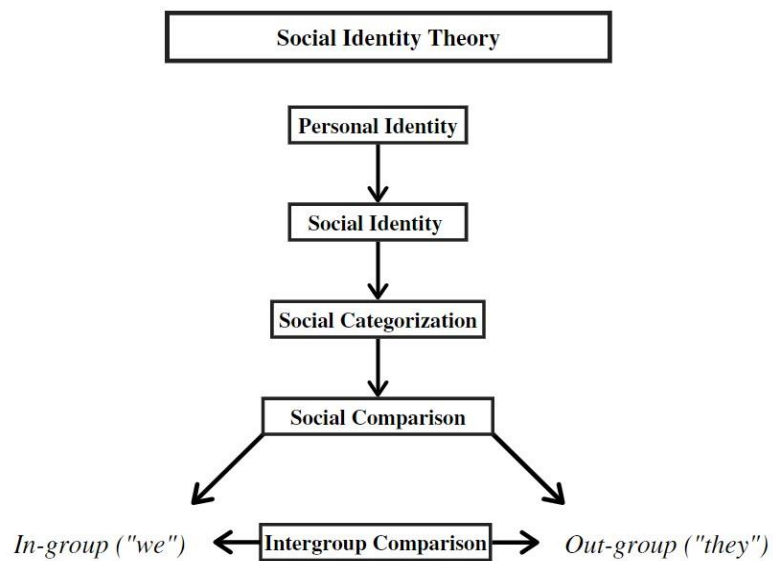 Social Identity Theory
Personal Identity
Social Identity
Social Categorization
Social Comparison
In-group ("we")
Intergroup Comparison
Out-group ("they")